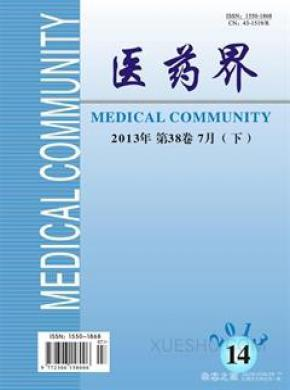 ISSN: 1550-1868
CN: 43-1519/R
医药界
MEDICAL COMMUNITY
2013年 第38卷 7月（下）
MEDICAL COMMUNITY
ISSN: 1550-1868
2013
14